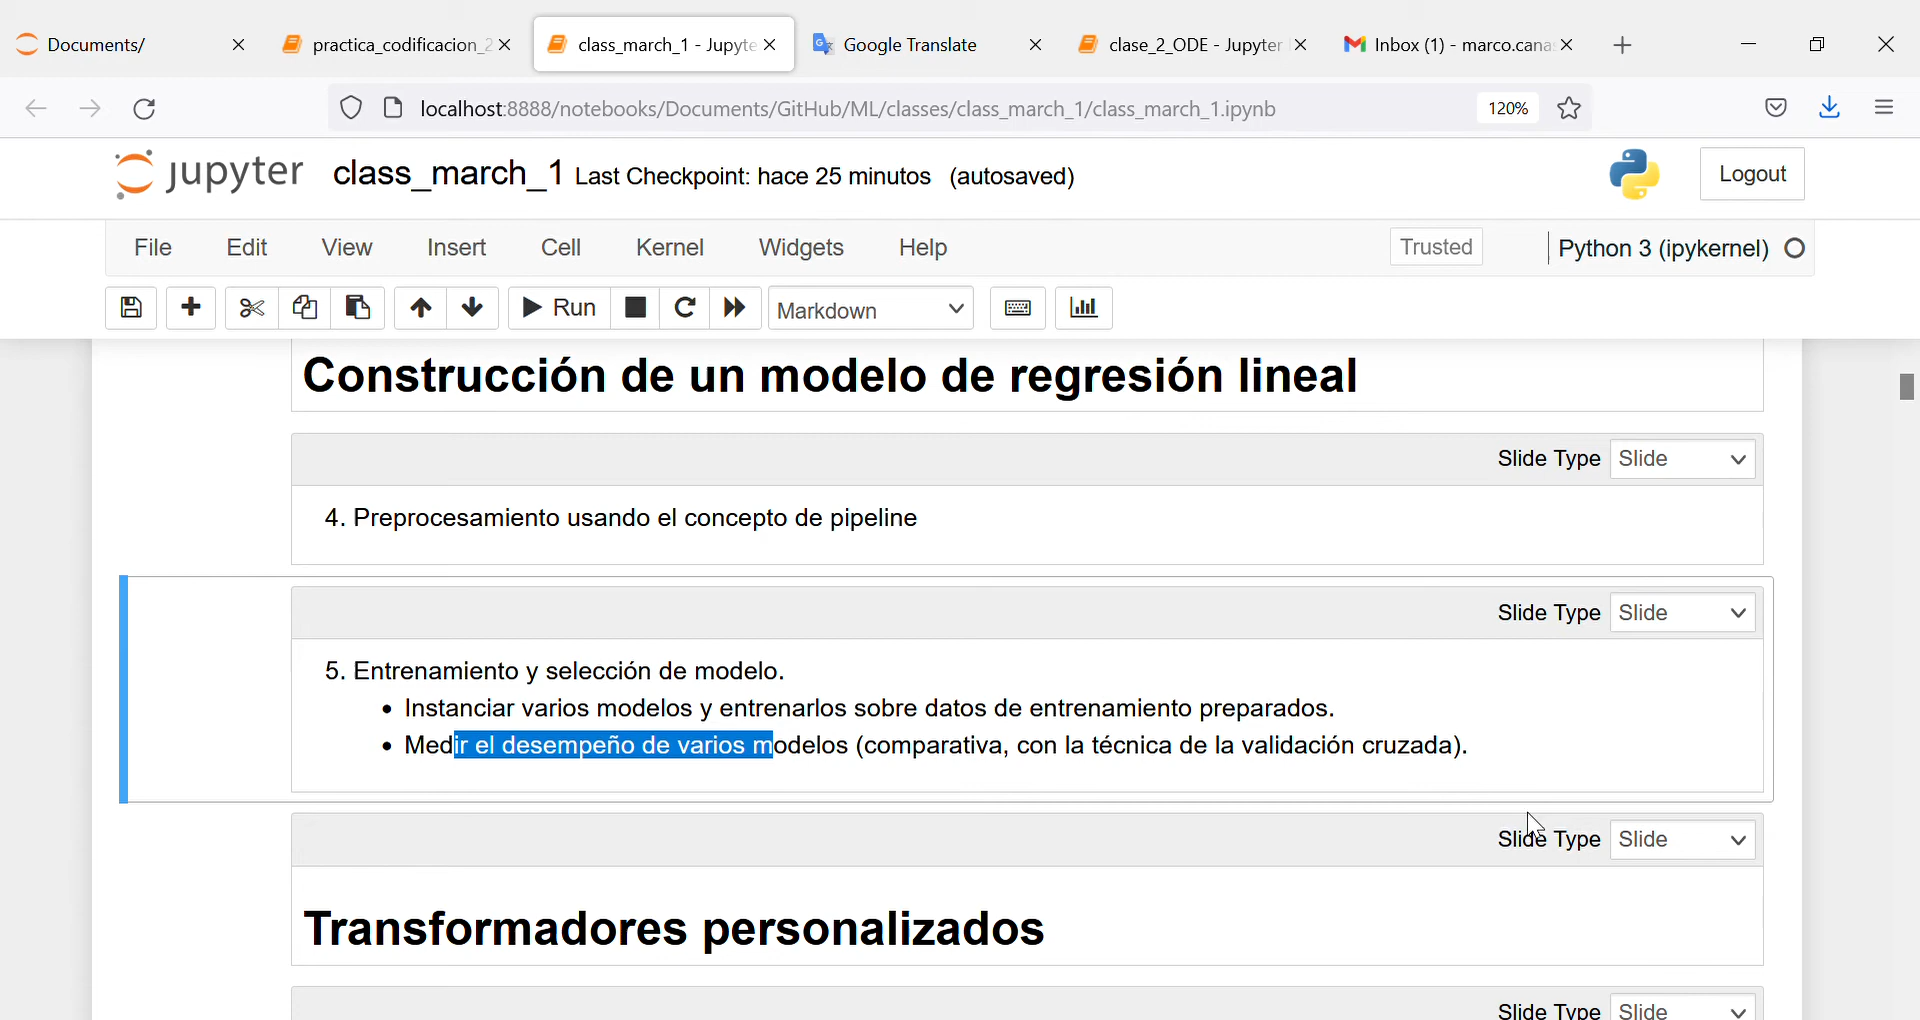 Documents/
practica_codificacion_2
class_march_1 - Jupyte
Google Translate
clase_2_ODE - Jupyter
Inbox (1) - marco.cana
localhost:8888/notebooks/Documents/GitHub/ML/classes/class_march_1/class_march_1.ipynb
120%
jupyter
class_march_1 Last Checkpoint: hace 25 minutos (autosaved)
Logout
File Edit View Insert Cell Kernel Widgets Help
Trusted
Python 3 (ipykernel)
Run
Markdown
Construcción de un modelo de regresión lineal
Slide Type Slide
4. Preprocesamiento usando el concepto de pipeline
Slide Type Slide
5. Entrenamiento y selección de modelo.
• Instanciar varios modelos y entrenarlos sobre datos de entrenamiento preparados.
• Medir el desempeño de varios modelos (comparativa, con la técnica de la validación cruzada).
Slide Type Slide
Transformadores personalizados
Slide Type Slide